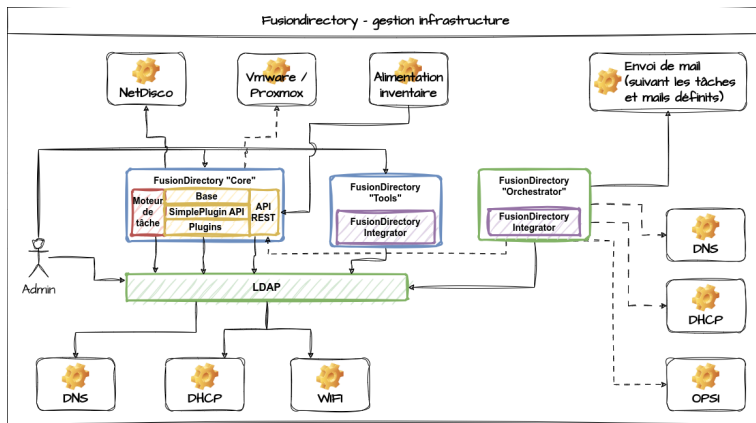 Fusiondirectory - gestion infrastructure
NetDisco
Vmware /
Proxmox
Alimentation
inventaire
Envoi de mail
(suivant les tâches
et mails définits)
FusionDirectory "Core"
Moteur
de
tâche
Base
SimplePlugin API
Plugins
API
REST
FusionDirectory
"Tools"
FusionDirectory
Integrator
FusionDirectory
"Orchestrator"
FusionDirectory
Integrator
DNS
Admin
LDAP
DHCP
DNS
DHCP
WIFI
OPSI